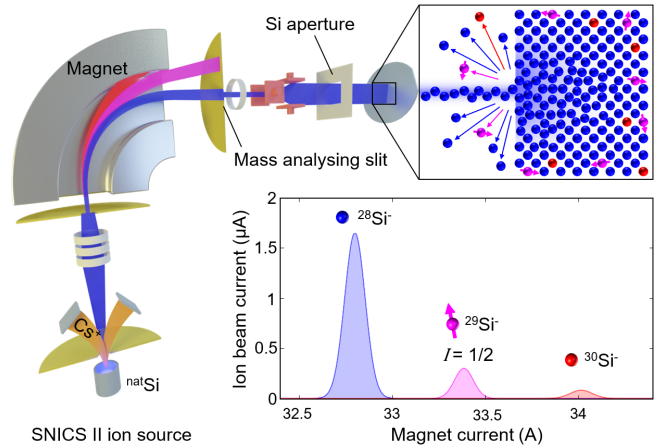 Si aperture
Magnet
Mass analysing slit
Cs⁺
ⁿᵃᵗSi
SNICS II ion source
Ion beam current (µA)
2
1.5
1
0.5
0
²⁸Si⁻
²⁹Si⁻
I = 1/2
³⁰Si⁻
32.5
33
33.5
34
Magnet current (A)